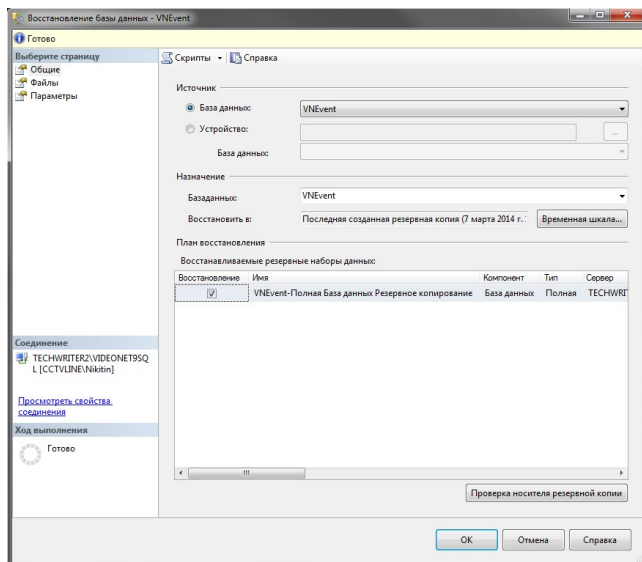 Восстановление базы данных - VNEvent
Готово
Выберите страницу
Общие
Файлы
Параметры
Скрипты
Справка
Источник
База данных:
VNEvent
Устройство:
...
База данных:
Назначение
Базаданных:
VNEvent
Восстановить в:
Последняя созданная резервная копия (7 марта 2014 г.
Временная шкала...
План восстановления
Восстанавливаемые резервные наборы данных:
Восстановление Имя Компонент Тип Сервер
VNEvent-Полная База данных Резервное копирование База данных Полная TECHWRIT
Соединение
TECHWRITER2\VIDEONET9SQ
L [CCTVLINE\Nikitin]
Просмотреть свойства
соединения
Ход выполнения
Готово
Проверка носителя резервной копии
OK
Отмена
Справка